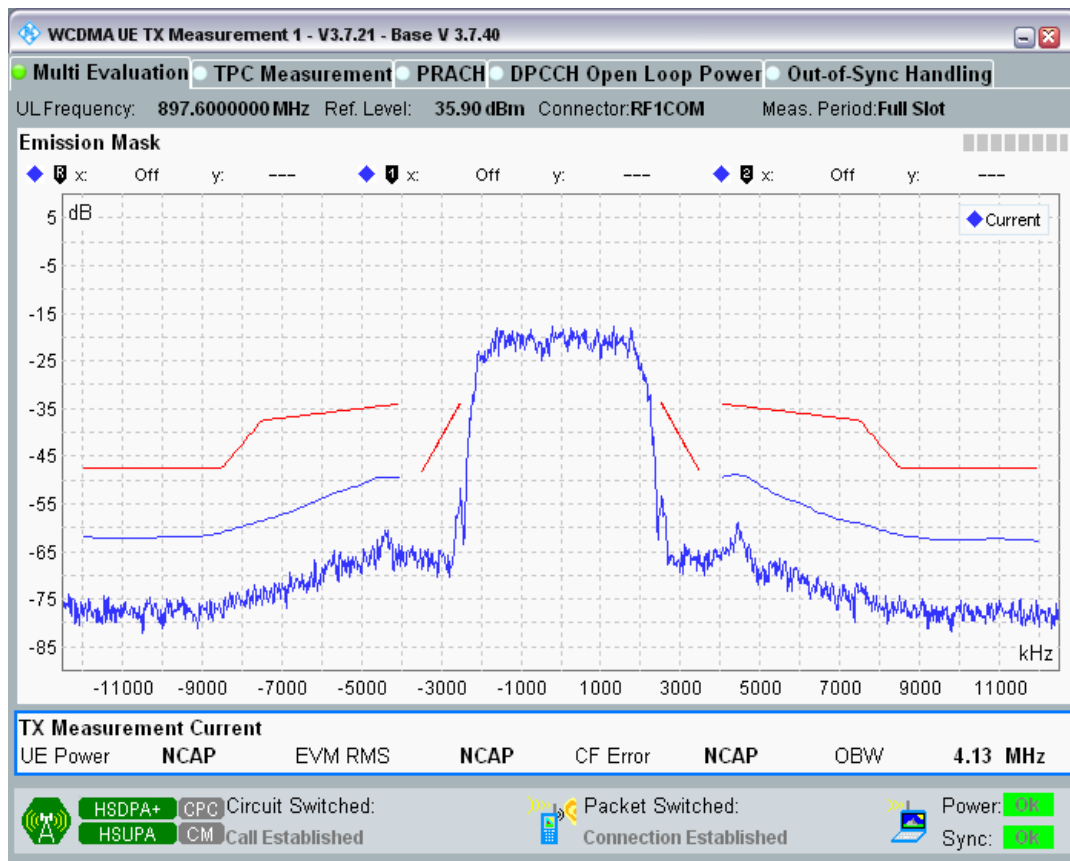 WCDMA UE TX Measurement 1 - V3.7.21 - Base V 3.7.40
Multi Evaluation TPC Measurement PRACH DPCCH Open Loop Power Out-of-Sync Handling
UL Frequency: 897.6000000 MHz Ref. Level: 35.90 dBm Connector:RF1COM Meas. Period:Full Slot
Emission Mask
R x: Off y: --- 1 x: Off y: --- 2 x: Off y: ---
dB
Current
5
-5
-15
-25
-35
-45
-55
-65
-75
-85
kHz
-11000 -9000 -7000 -5000 -3000 -1000 1000 3000 5000 7000 9000 11000
TX Measurement Current
UE Power NCAP EVM RMS NCAP CF Error NCAP OBW 4.13 MHz
HSDPA+ CPC Circuit Switched: Packet Switched: Power: OK
HSUPA CM Call Established Connection Established Sync: OK